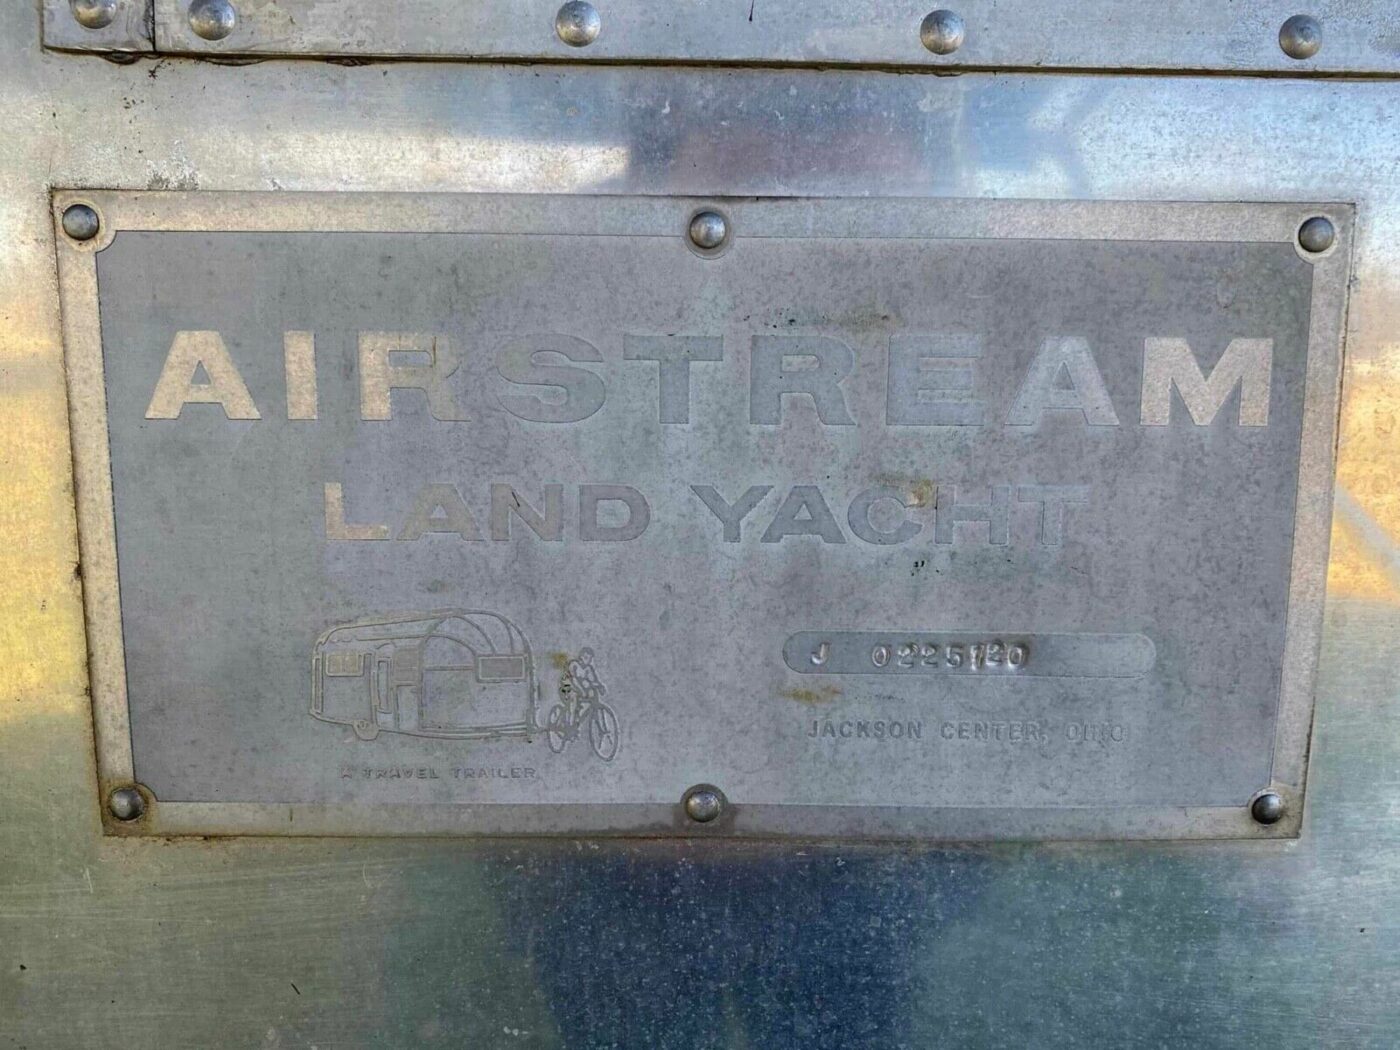 AIRSTREAM
LAND YACHT
J 0225120
JACKSON CENTER, OHIO
A TRAVEL TRAILER